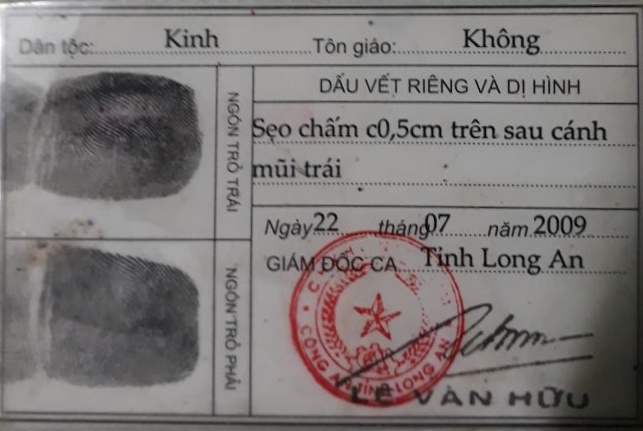 Dân tộc: Kinh Tôn giáo: Không
DẤU VẾT RIÊNG VÀ DỊ HÌNH
NGÓN TRỎ TRÁI
Sẹo chấm c0,5cm trên sau cánh
mũi trái
Ngày 22 tháng 07 năm 2009
GIÁM ĐỐC CA Tỉnh Long An
NGÓN TRỎ PHẢI
CÔNG AN TỈNH LONG AN
LÊ VĂN HỮU